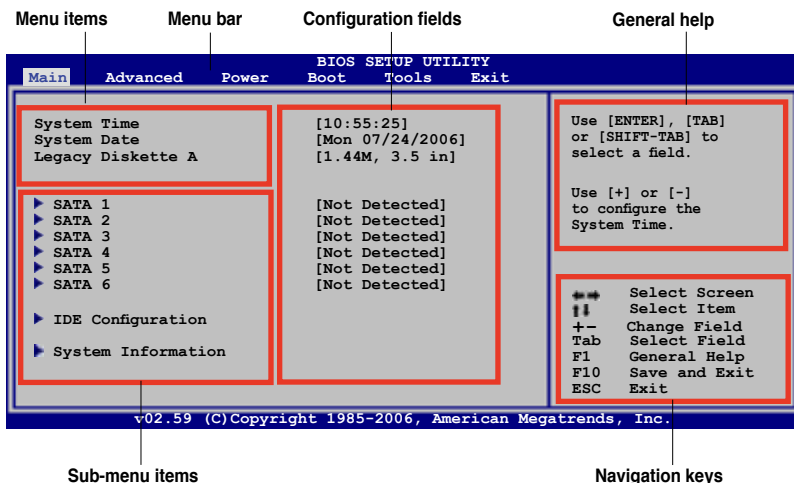 Menu items Menu bar Configuration fields General help
BIOS SETUP UTILITY
Main Advanced Power Boot Tools Exit
System Time [10:55:25]
System Date [Mon 07/24/2006]
Legacy Diskette A [1.44M, 3.5 in]
SATA 1 [Not Detected]
SATA 2 [Not Detected]
SATA 3 [Not Detected]
SATA 4 [Not Detected]
SATA 5 [Not Detected]
SATA 6 [Not Detected]
IDE Configuration
System Information
Use [ENTER], [TAB]
or [SHIFT-TAB] to
select a field.
Use [+] or [-]
to configure the
System Time.
Select Screen
Select Item
+- Change Field
Tab Select Field
F1 General Help
F10 Save and Exit
ESC Exit
v02.59 (C)Copyright 1985-2006, American Megatrends, Inc.
Sub-menu items Navigation keys